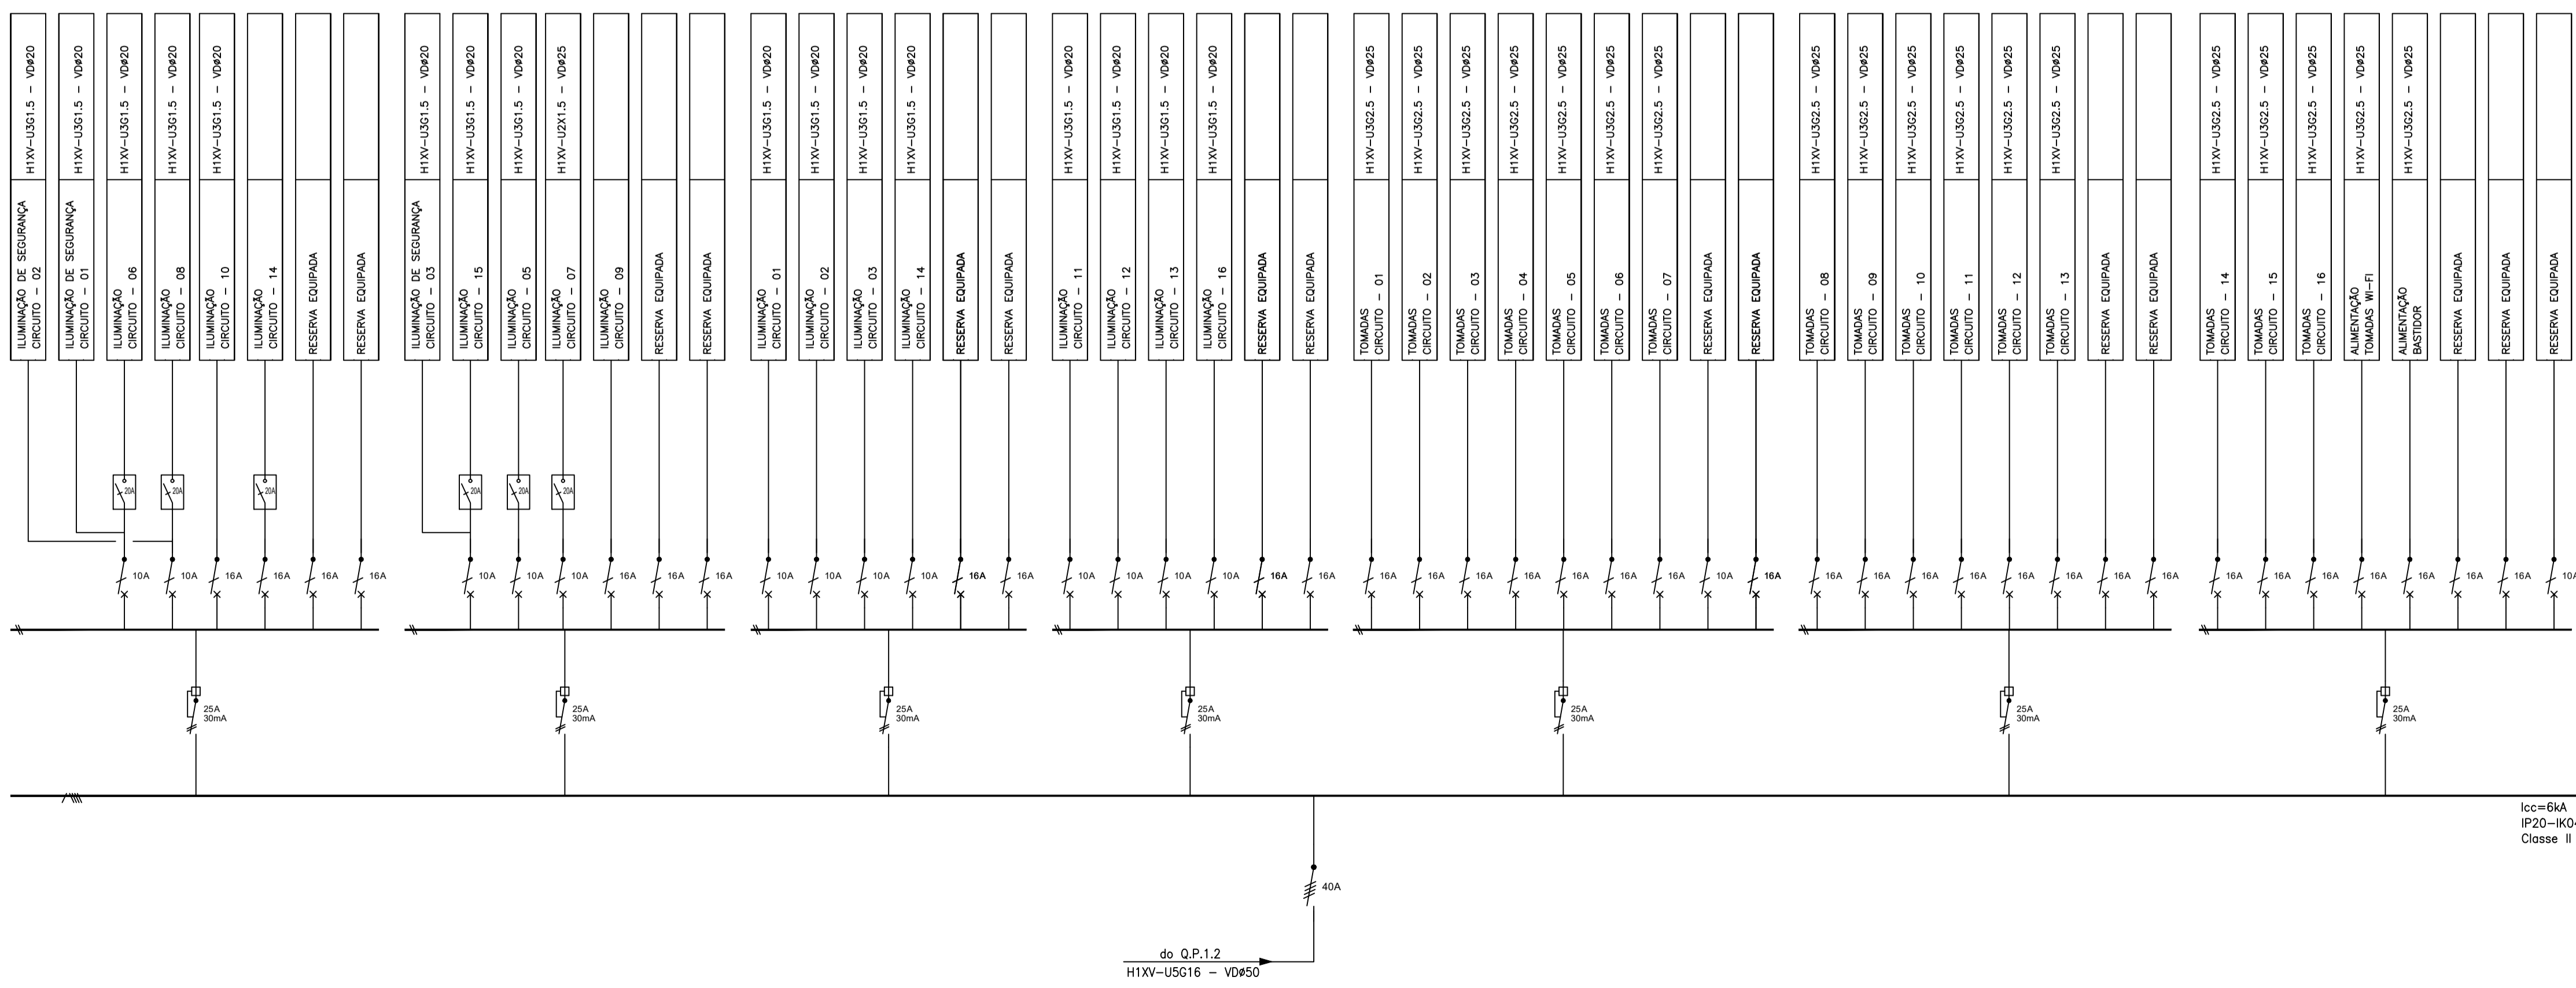 H1XV-U3G1.5 - VDø20
ILUMINAÇÃO DE SEGURANÇA
CIRCUITO - 02
H1XV-U3G1.5 - VDø20
ILUMINAÇÃO DE SEGURANÇA
CIRCUITO - 01
H1XV-U3G1.5 - VDø20
ILUMINAÇÃO
CIRCUITO - 06
H1XV-U3G1.5 - VDø20
ILUMINAÇÃO
CIRCUITO - 08
H1XV-U3G1.5 - VDø20
ILUMINAÇÃO
CIRCUITO - 10
ILUMINAÇÃO
CIRCUITO - 14
RESERVA EQUIPADA
RESERVA EQUIPADA
20A
20A
20A
10A
10A
16A
16A
16A
16A
25A
30mA
H1XV-U3G1.5 - VDø20
ILUMINAÇÃO DE SEGURANÇA
CIRCUITO - 03
H1XV-U3G1.5 - VDø20
ILUMINAÇÃO
CIRCUITO - 15
H1XV-U3G1.5 - VDø20
ILUMINAÇÃO
CIRCUITO - 05
H1XV-U2X1.5 - VDø25
ILUMINAÇÃO
CIRCUITO - 07
ILUMINAÇÃO
CIRCUITO - 09
RESERVA EQUIPADA
RESERVA EQUIPADA
20A
20A
20A
10A
10A
10A
16A
16A
16A
25A
30mA
H1XV-U3G1.5 - VDø20
ILUMINAÇÃO
CIRCUITO - 01
H1XV-U3G1.5 - VDø20
ILUMINAÇÃO
CIRCUITO - 02
H1XV-U3G1.5 - VDø20
ILUMINAÇÃO
CIRCUITO - 03
H1XV-U3G1.5 - VDø20
ILUMINAÇÃO
CIRCUITO - 14
RESERVA EQUIPADA
RESERVA EQUIPADA
10A
10A
10A
10A
16A
16A
25A
30mA
H1XV-U3G1.5 - VDø20
ILUMINAÇÃO
CIRCUITO - 11
H1XV-U3G1.5 - VDø20
ILUMINAÇÃO
CIRCUITO - 12
H1XV-U3G1.5 - VDø20
ILUMINAÇÃO
CIRCUITO - 13
H1XV-U3G1.5 - VDø20
ILUMINAÇÃO
CIRCUITO - 16
RESERVA EQUIPADA
RESERVA EQUIPADA
10A
10A
10A
10A
16A
16A
25A
30mA
H1XV-U3G2.5 - VDø25
TOMADAS
CIRCUITO - 01
H1XV-U3G2.5 - VDø25
TOMADAS
CIRCUITO - 02
H1XV-U3G2.5 - VDø25
TOMADAS
CIRCUITO - 03
H1XV-U3G2.5 - VDø25
TOMADAS
CIRCUITO - 04
H1XV-U3G2.5 - VDø25
TOMADAS
CIRCUITO - 05
H1XV-U3G2.5 - VDø25
TOMADAS
CIRCUITO - 06
H1XV-U3G2.5 - VDø25
TOMADAS
CIRCUITO - 07
RESERVA EQUIPADA
RESERVA EQUIPADA
16A
16A
16A
16A
16A
16A
16A
10A
16A
25A
30mA
H1XV-U3G2.5 - VDø25
TOMADAS
CIRCUITO - 08
H1XV-U3G2.5 - VDø25
TOMADAS
CIRCUITO - 09
H1XV-U3G2.5 - VDø25
TOMADAS
CIRCUITO - 10
H1XV-U3G2.5 - VDø25
TOMADAS
CIRCUITO - 11
H1XV-U3G2.5 - VDø25
TOMADAS
CIRCUITO - 12
H1XV-U3G2.5 - VDø25
TOMADAS
CIRCUITO - 13
RESERVA EQUIPADA
RESERVA EQUIPADA
16A
16A
16A
16A
16A
16A
16A
16A
25A
30mA
H1XV-U3G2.5 - VDø25
TOMADAS
CIRCUITO - 14
H1XV-U3G2.5 - VDø25
TOMADAS
CIRCUITO - 15
H1XV-U3G2.5 - VDø25
TOMADAS
CIRCUITO - 16
H1XV-U3G2.5 - VDø25
ALIMENTAÇÃO
TOMADAS WI-FI
H1XV-U3G2.5 - VDø25
ALIMENTAÇÃO
BASTIDOR
RESERVA EQUIPADA
RESERVA EQUIPADA
RESERVA EQUIPADA
16A
16A
16A
16A
16A
16A
16A
10A
25A
30mA
Icc=6kA
IP20-IK04
Classe II
40A
do Q.P.1.2
H1XV-U5G16 - VDø50